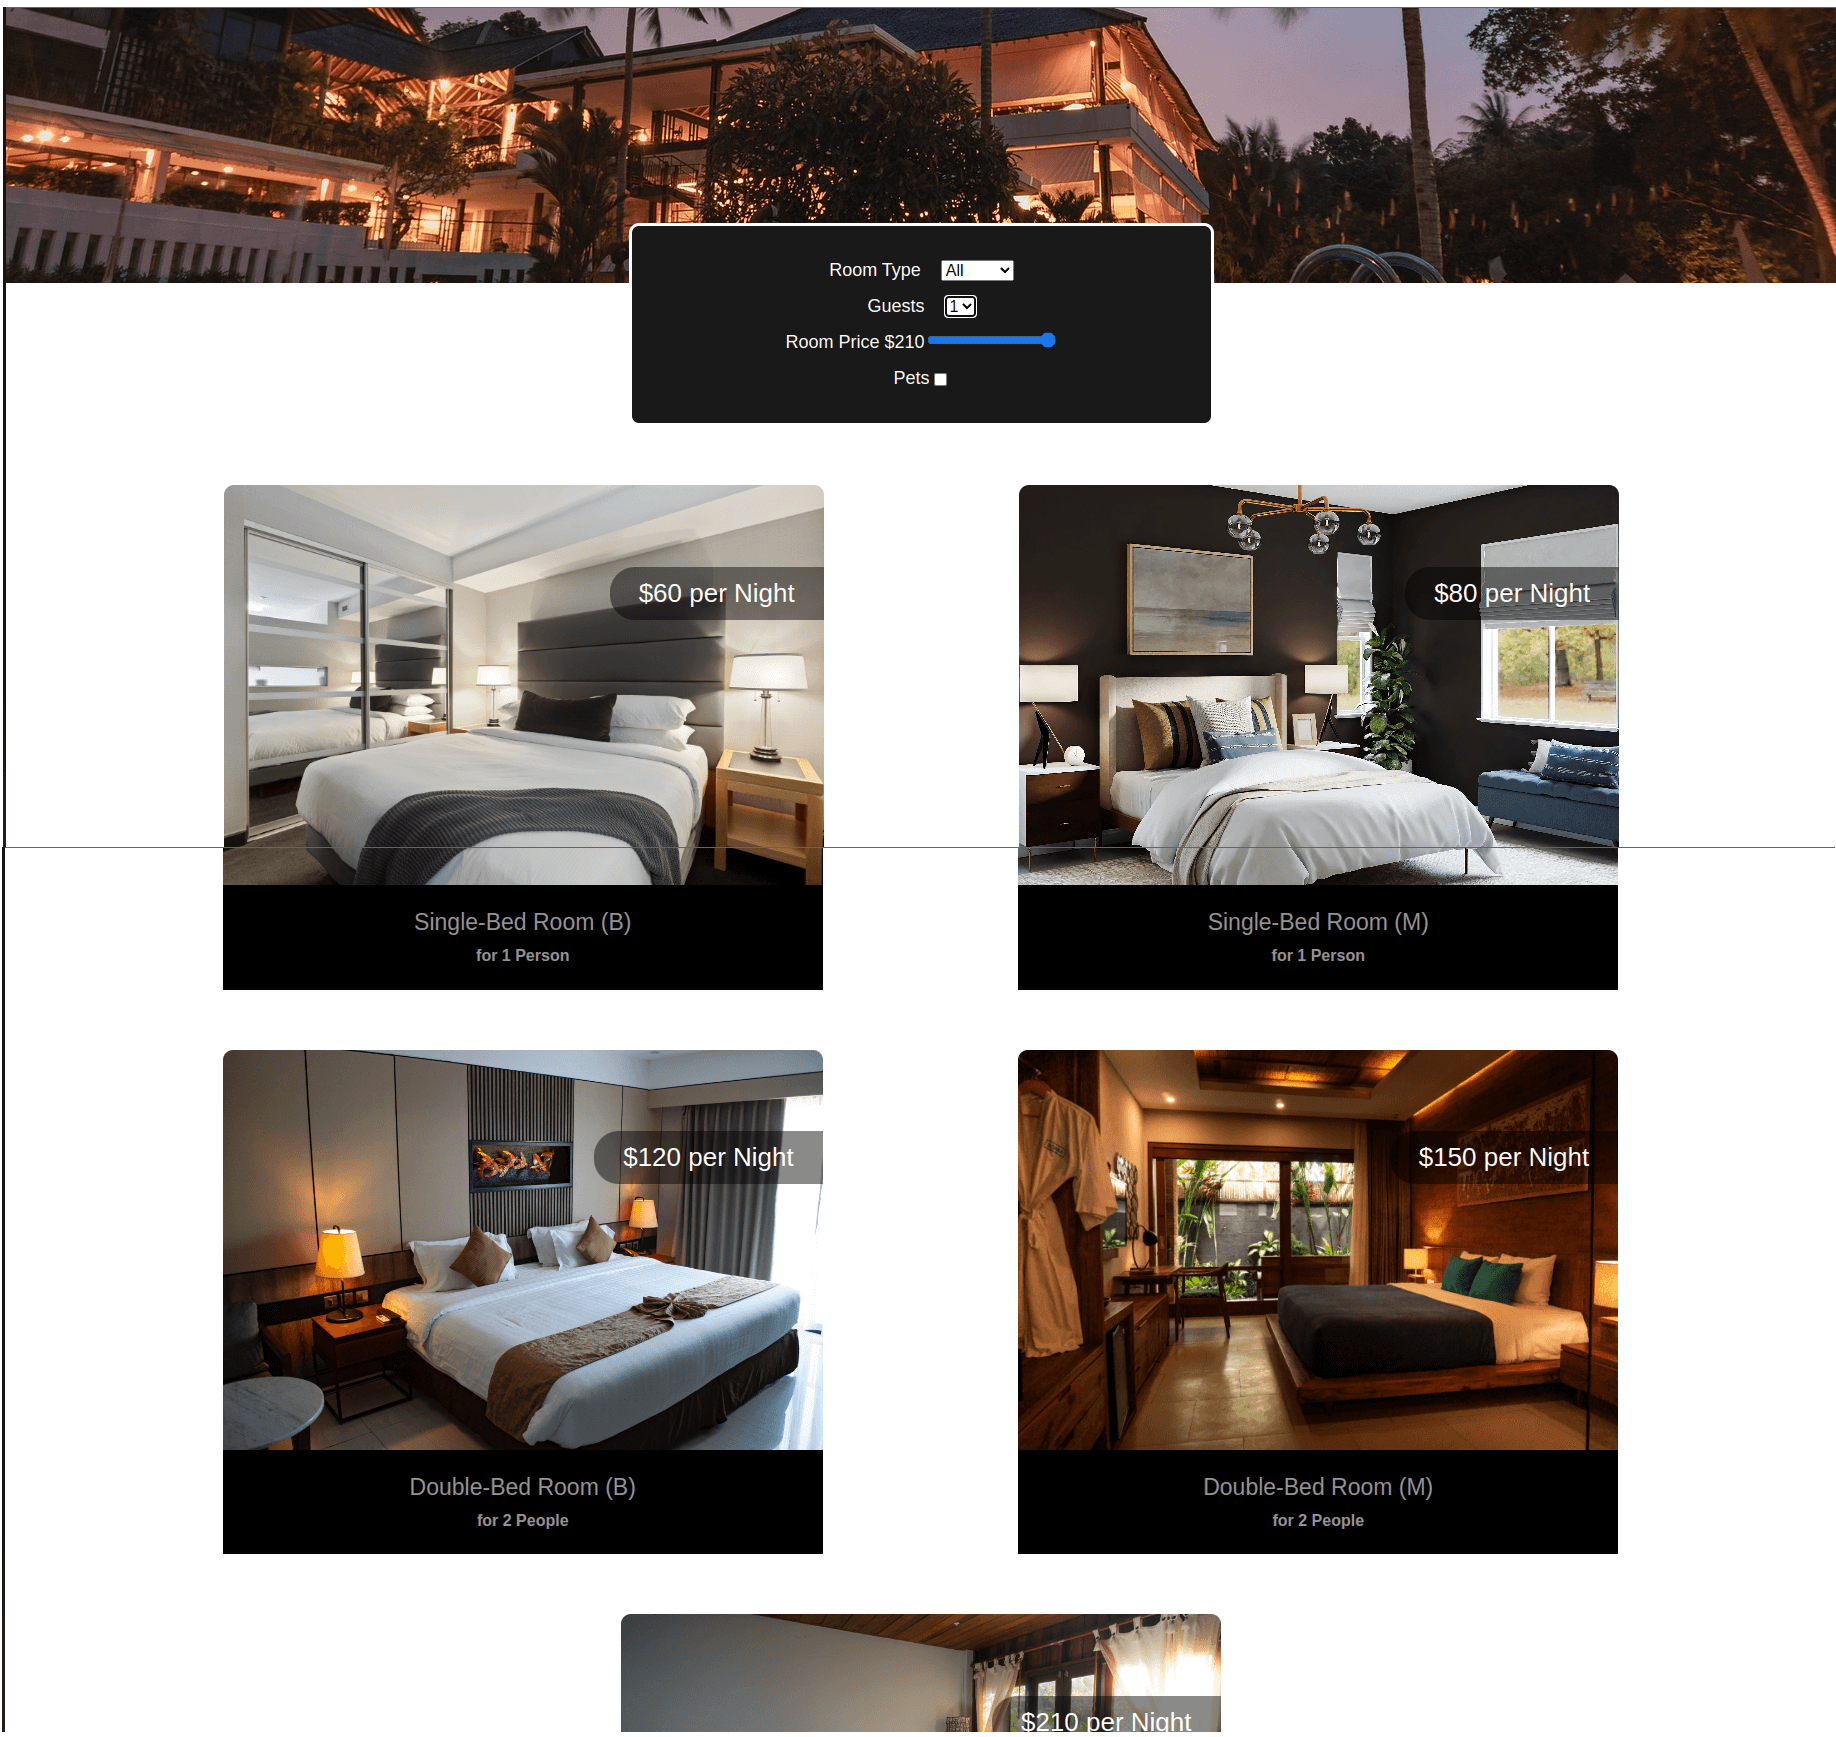 Room Type All
Guests 1
Room Price $210
Pets
$60 per Night
$80 per Night
Single-Bed Room (B)
for 1 Person
Single-Bed Room (M)
for 1 Person
$120 per Night
$150 per Night
Double-Bed Room (B)
for 2 People
Double-Bed Room (M)
for 2 People
$210 per Night